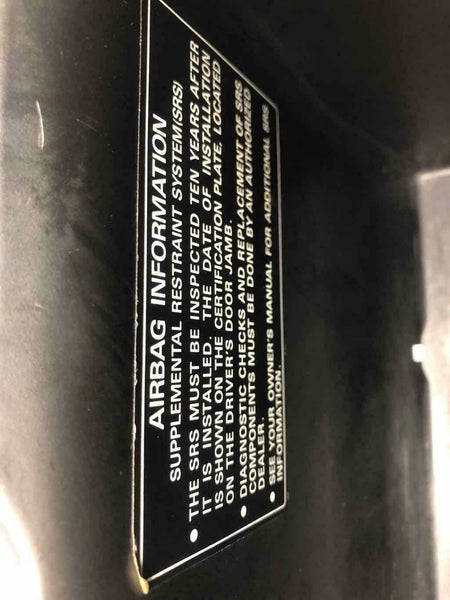 AIRBAG INFORMATION
SUPPLEMENTAL RESTRAINT SYSTEM(SRS)
• THE SRS MUST BE INSPECTED TEN YEARS AFTER
IT IS INSTALLED. THE DATE OF INSTALLATION
IS SHOWN ON THE CERTIFICATION PLATE. LOCATED
ON THE DRIVER'S DOOR JAMB.
• DIAGNOSTIC CHECKS AND REPLACEMENT OF SRS
COMPONENTS MUST BE DONE BY AN AUTHORIZED
DEALER.
• SEE YOUR OWNER'S MANUAL FOR ADDITIONAL SRS
INFORMATION.